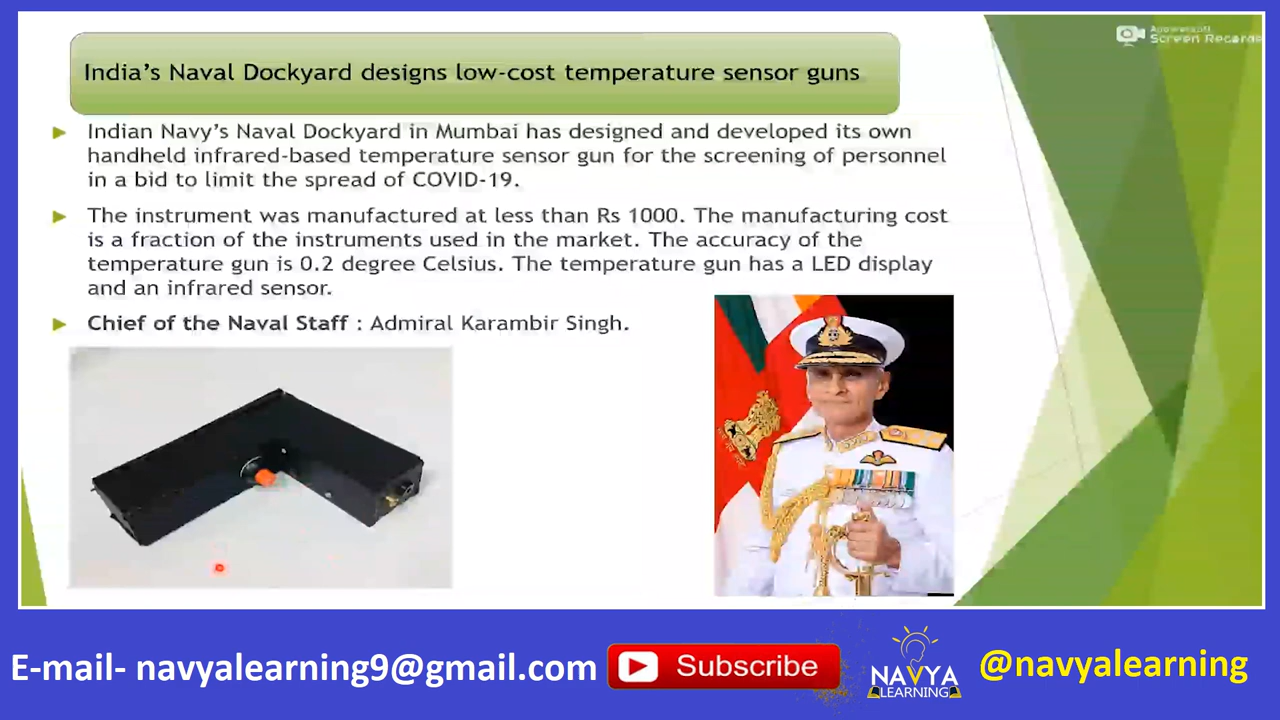 Apowersoft
Screen Recorder
India's Naval Dockyard designs low-cost temperature sensor guns
Indian Navy's Naval Dockyard in Mumbai has designed and developed its own
handheld infrared-based temperature sensor gun for the screening of personnel
in a bid to limit the spread of COVID-19.
The instrument was manufactured at less than Rs 1000. The manufacturing cost
is a fraction of the instruments used in the market. The accuracy of the
temperature gun is 0.2 degree Celsius. The temperature gun has a LED display
and an infrared sensor.
Chief of the Naval Staff : Admiral Karambir Singh.
E-mail- navyalearning9@gmail.com
Subscribe
NAVYA
LEARNING
@navyalearning